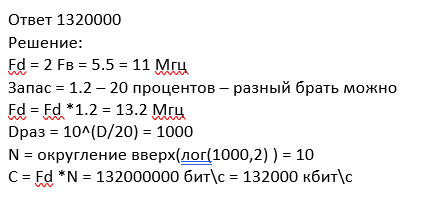 Ответ 1320000
Решение:
Fd = 2 Fв = 5.5 = 11 Мгц
Запас = 1.2 – 20 процентов – разный брать можно
Fd = Fd *1.2 = 13.2 Мгц
Dраз = 10^(D/20) = 1000
N = округление вверх(лог(1000,2) ) = 10
С = Fd *N = 132000000 бит\с = 132000 кбит\с